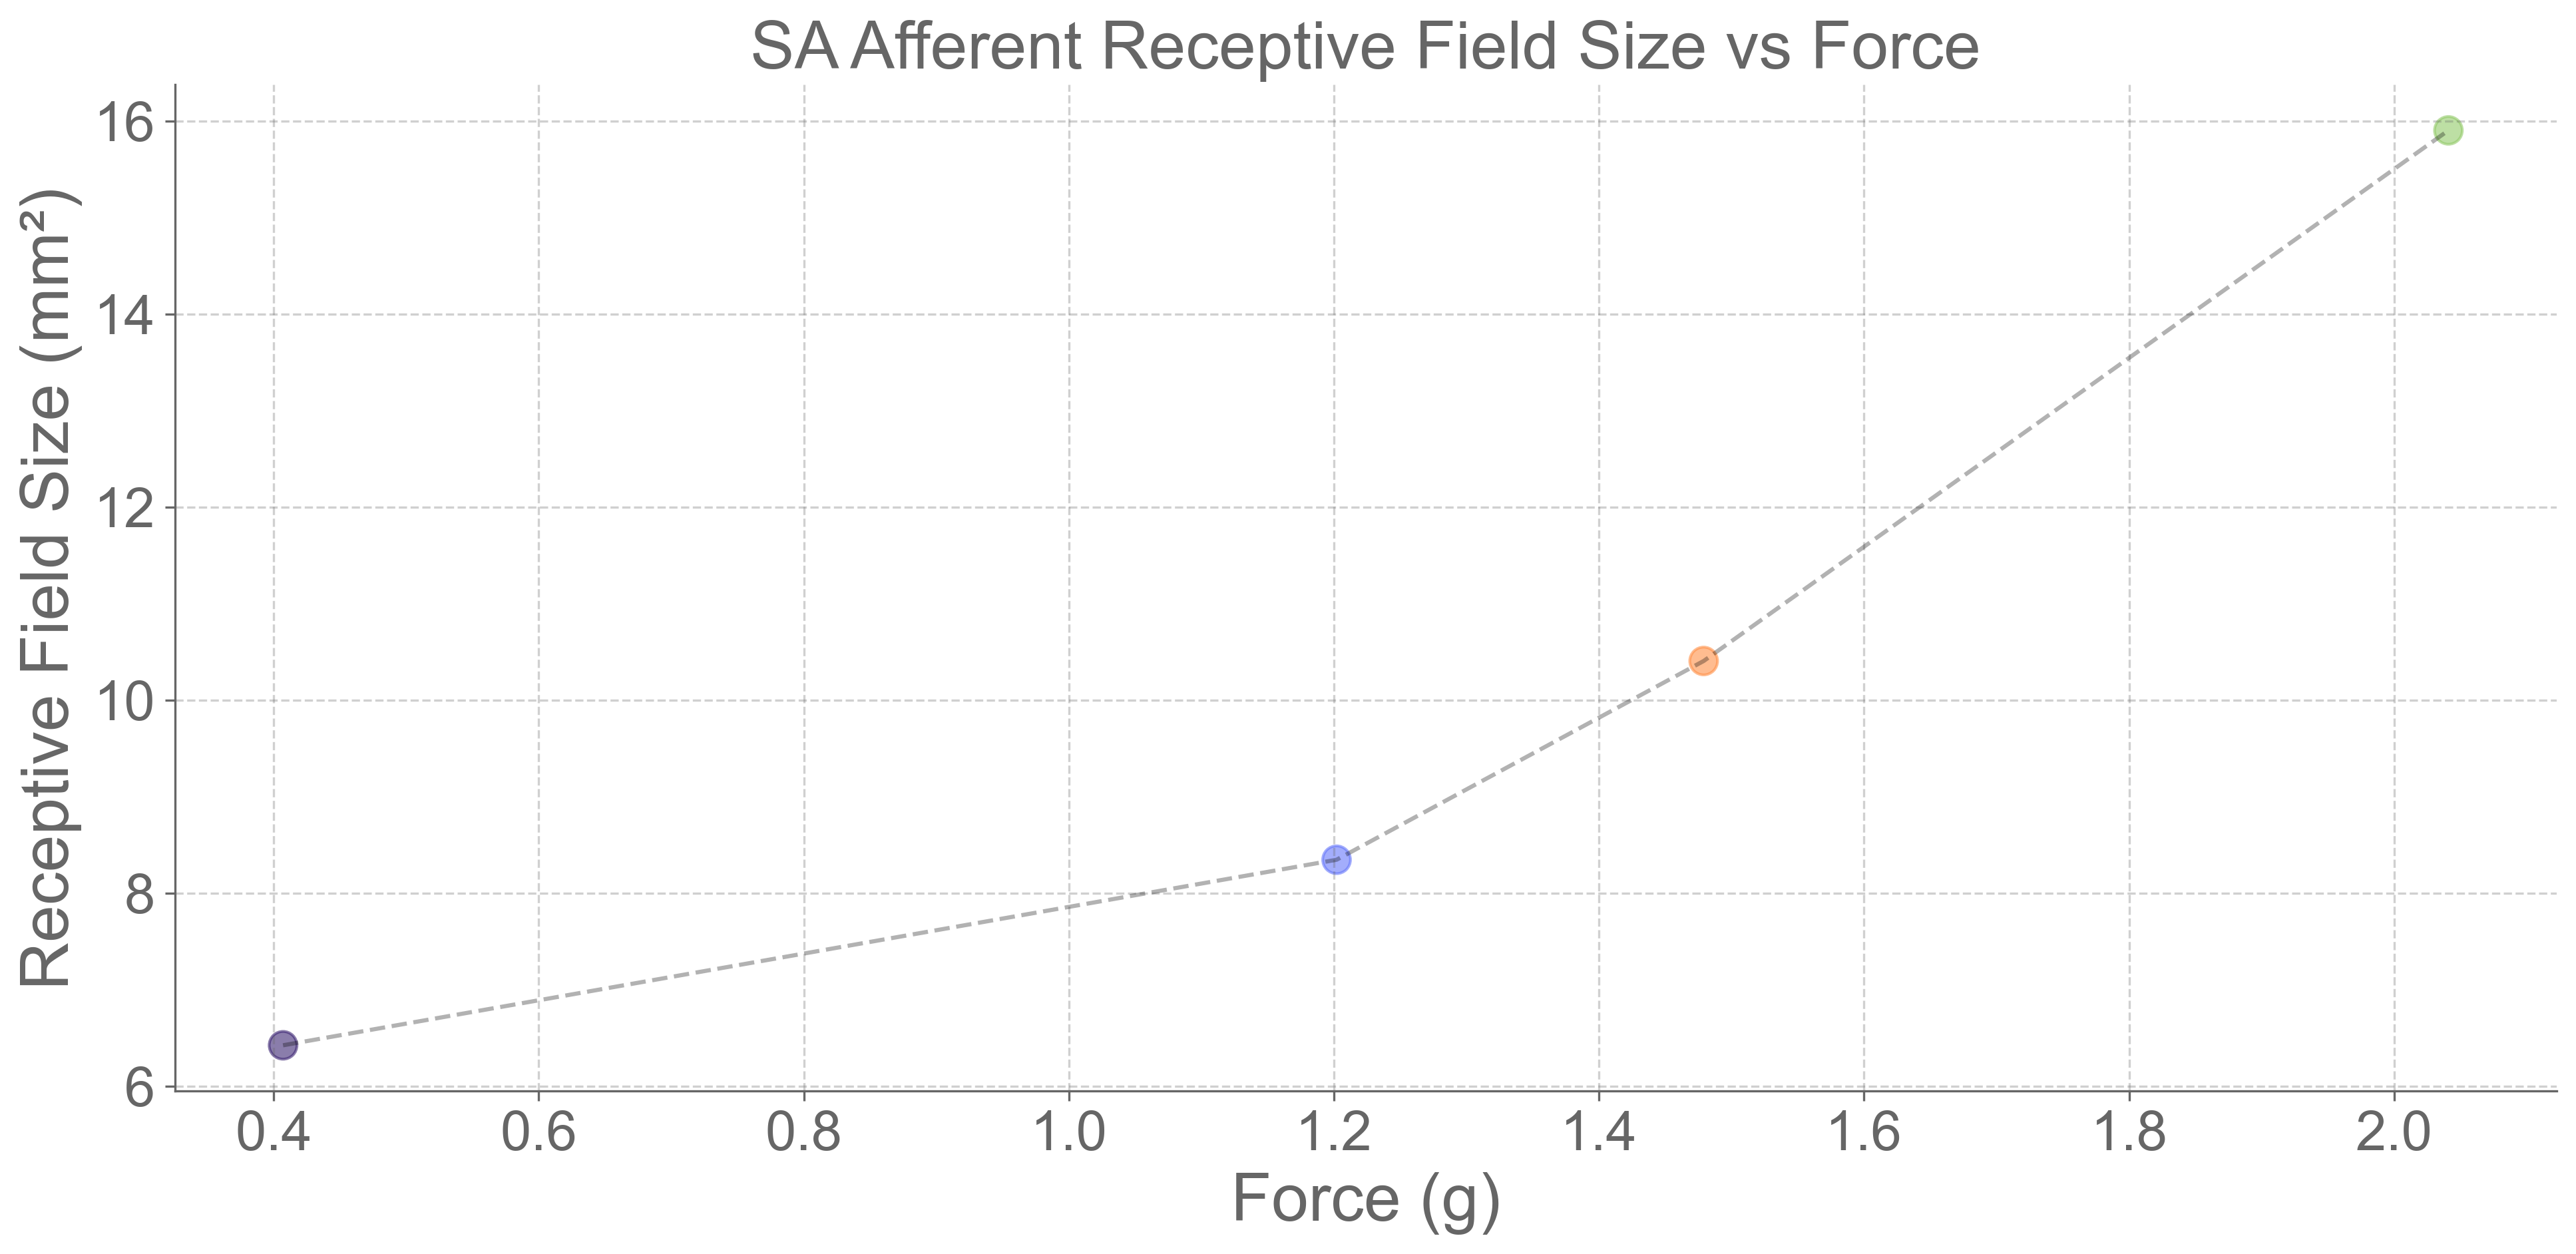 SA Afferent Receptive Field Size vs Force
Receptive Field Size (mm²)
16
14
12
10
8
6
0.4 0.6 0.8 1.0 1.2 1.4 1.6 1.8 2.0
Force (g)